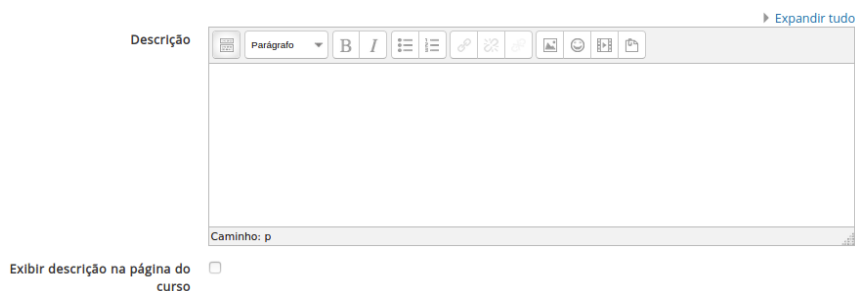 Expandir tudo
Descrição
Parágrafo B I
Caminho: p
Exibir descrição na página do
curso